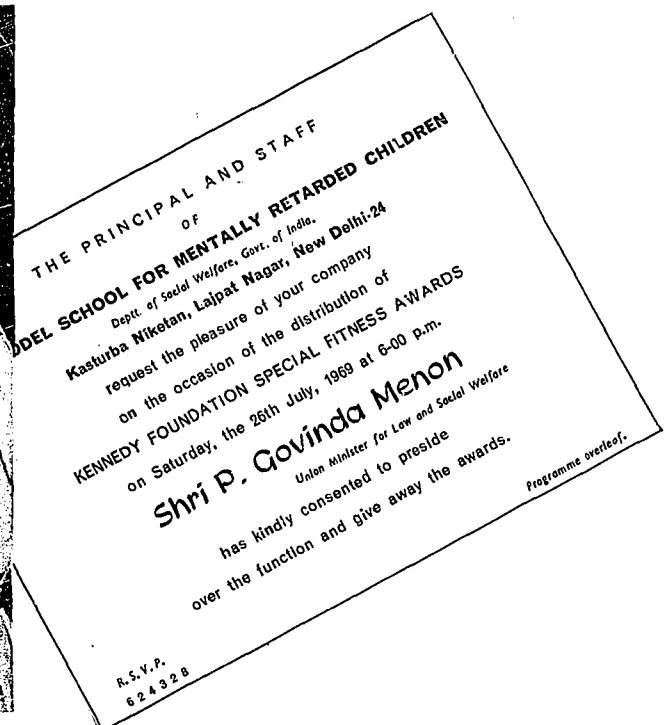 THE PRINCIPAL AND STAFF
OF
ODEL SCHOOL FOR MENTALLY RETARDED CHILDREN
Deptt. of Social Welfare, Govt. of India.
Kasturba Niketan, Lajpat Nagar, New Delhi-24
request the pleasure of your company
on the occasion of the distribution of
KENNEDY FOUNDATION SPECIAL FITNESS AWARDS
on Saturday, the 26th July, 1969 at 6-00 p.m.
Shri P. Govinda Menon
Union Minister for Law and Social Welfare
has kindly consented to preside
over the function and give away the awards.
Programme overleaf.
R.S.V.P.
624328